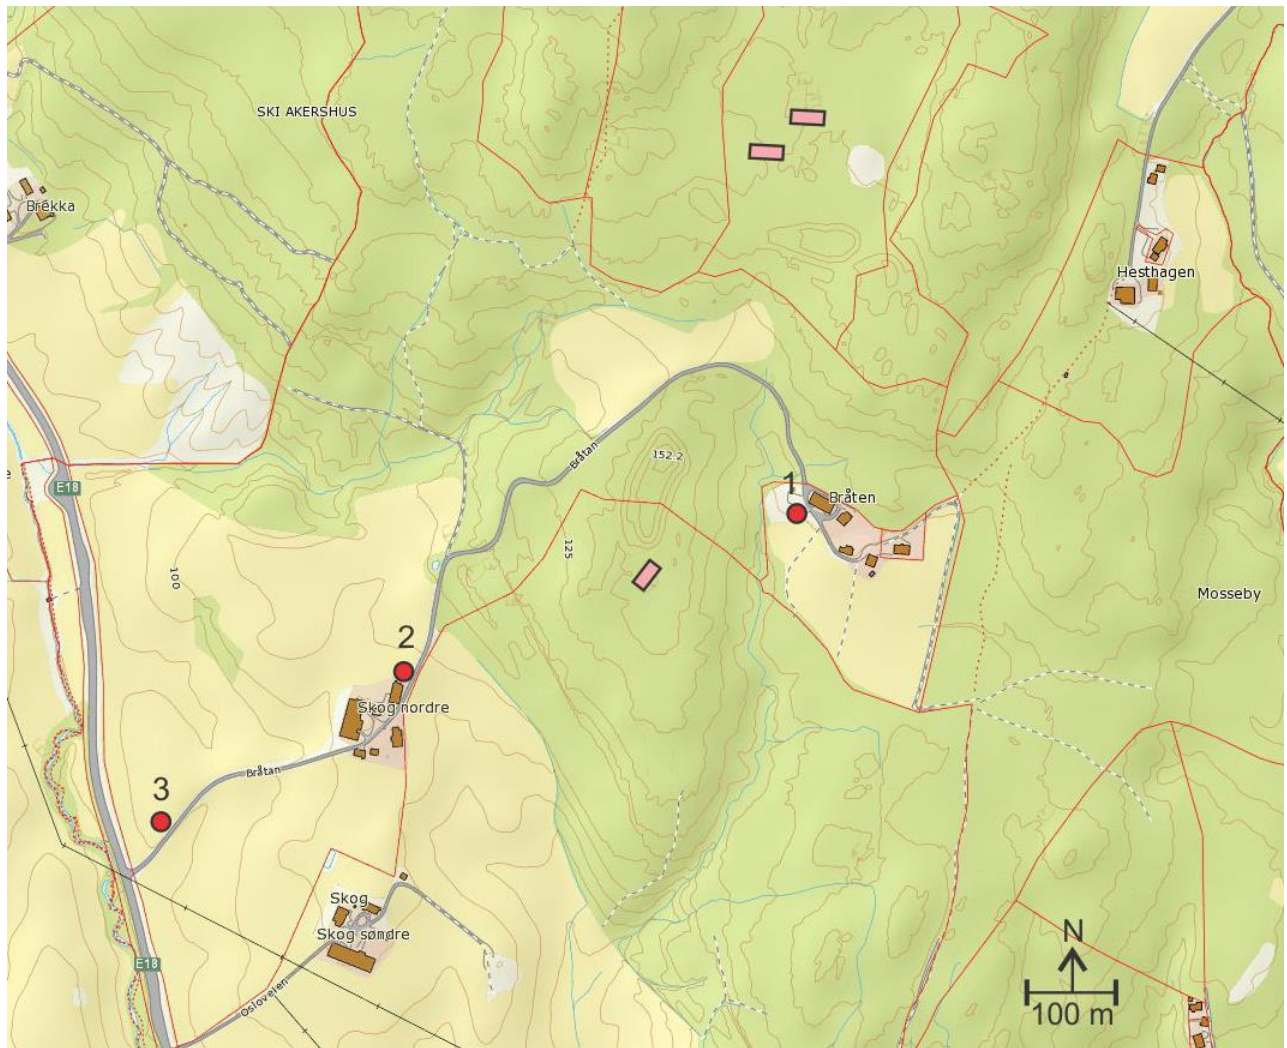 SKI AKERSHUS
Brekka
Hesthagen
E18
Bråtan
152.2
1
Bråten
125
100
Mosseby
2
Skog nordre
Bråtan
3
Skog
Skog søndre
N
E18
Osloveien
100 m